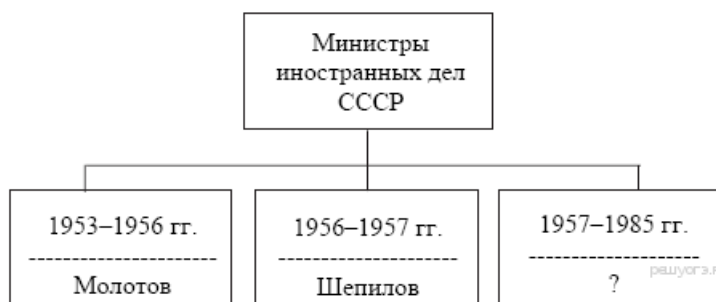 Министры
иностранных дел
СССР
1953–1956 гг.
1956–1957 гг.
1957–1985 гг.
Молотов
Шепилов
?